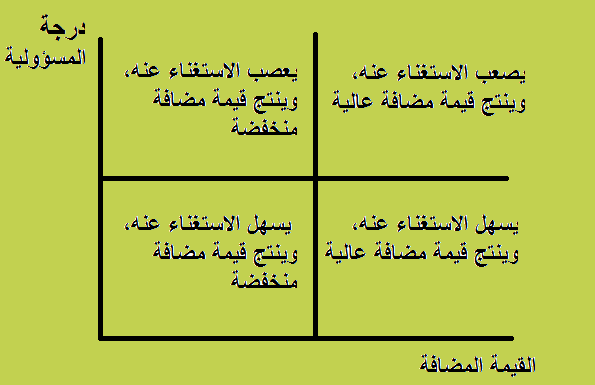 درجة
المسؤولية
يصعب الاستغناء عنه،
وينتج قيمة مضافة عالية
يعصب الاستغناء عنه،
وينتج قيمة مضافة
منخفضة
يسهل الاستغناء عنه،
وينتج قيمة مضافة عالية
يسهل الاستغناء عنه،
وينتج قيمة مضافة
منخفضة
القيمة المضافة